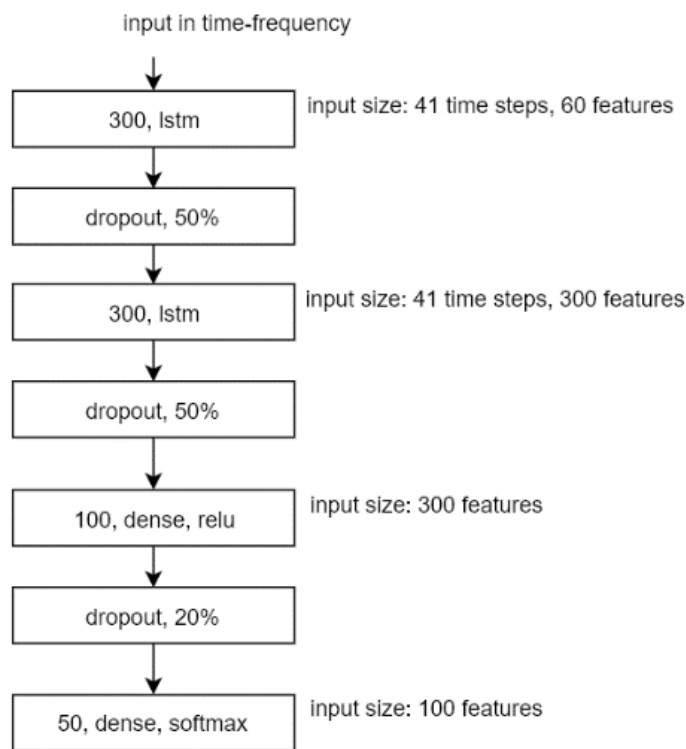 input in time-frequency
300, lstm
input size: 41 time steps, 60 features
dropout, 50%
300, lstm
input size: 41 time steps, 300 features
dropout, 50%
100, dense, relu
input size: 300 features
dropout, 20%
50, dense, softmax
input size: 100 features